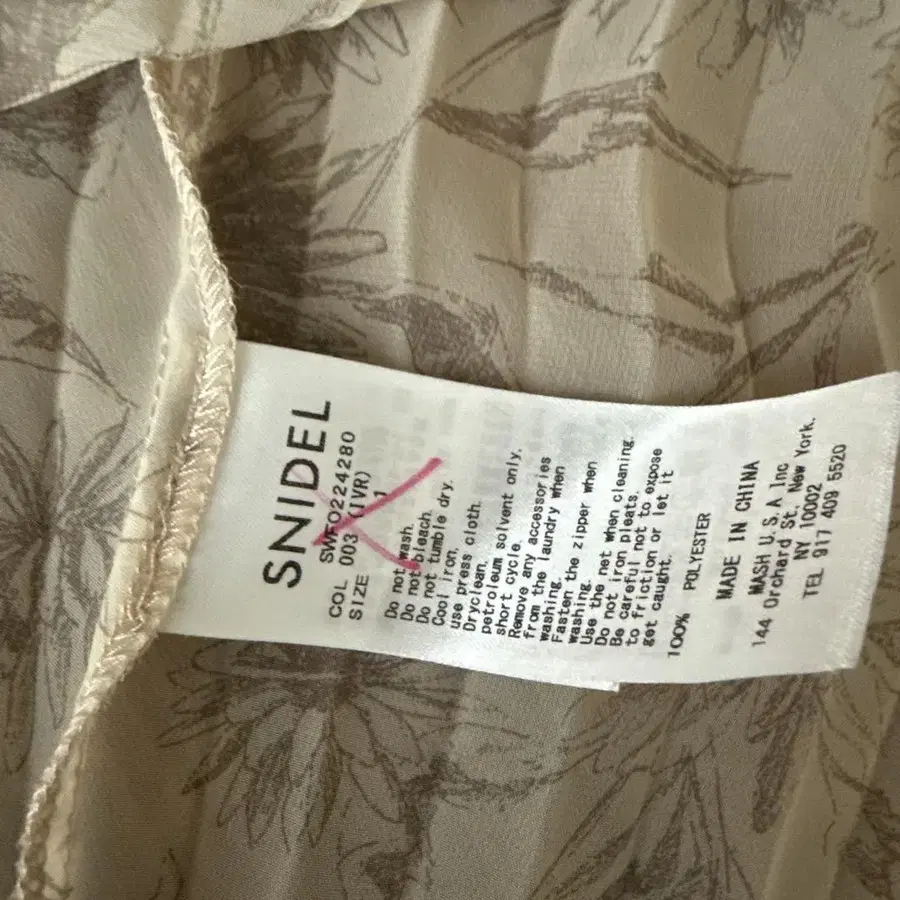 SNIDEL
SWFO224280
COL 003 (IVR)
SIZE 1
Do not wash.
Do not bleach.
Do not tumble dry.
Cool iron.
use press cloth.
Dryclean.
petroleum solvent only.
short cycle.
Remove any accessories
from the laundry when
washing.
Fasten the zipper when
washing.
Use the net when cleaning.
Do not iron pleats.
Be careful not to expose
to friction or let it
get caught.
100% POLYESTER
MADE IN CHINA
MASH U.S.A Inc
144 Orchard St, New York.
NY 10002
TEL 917 409 5520